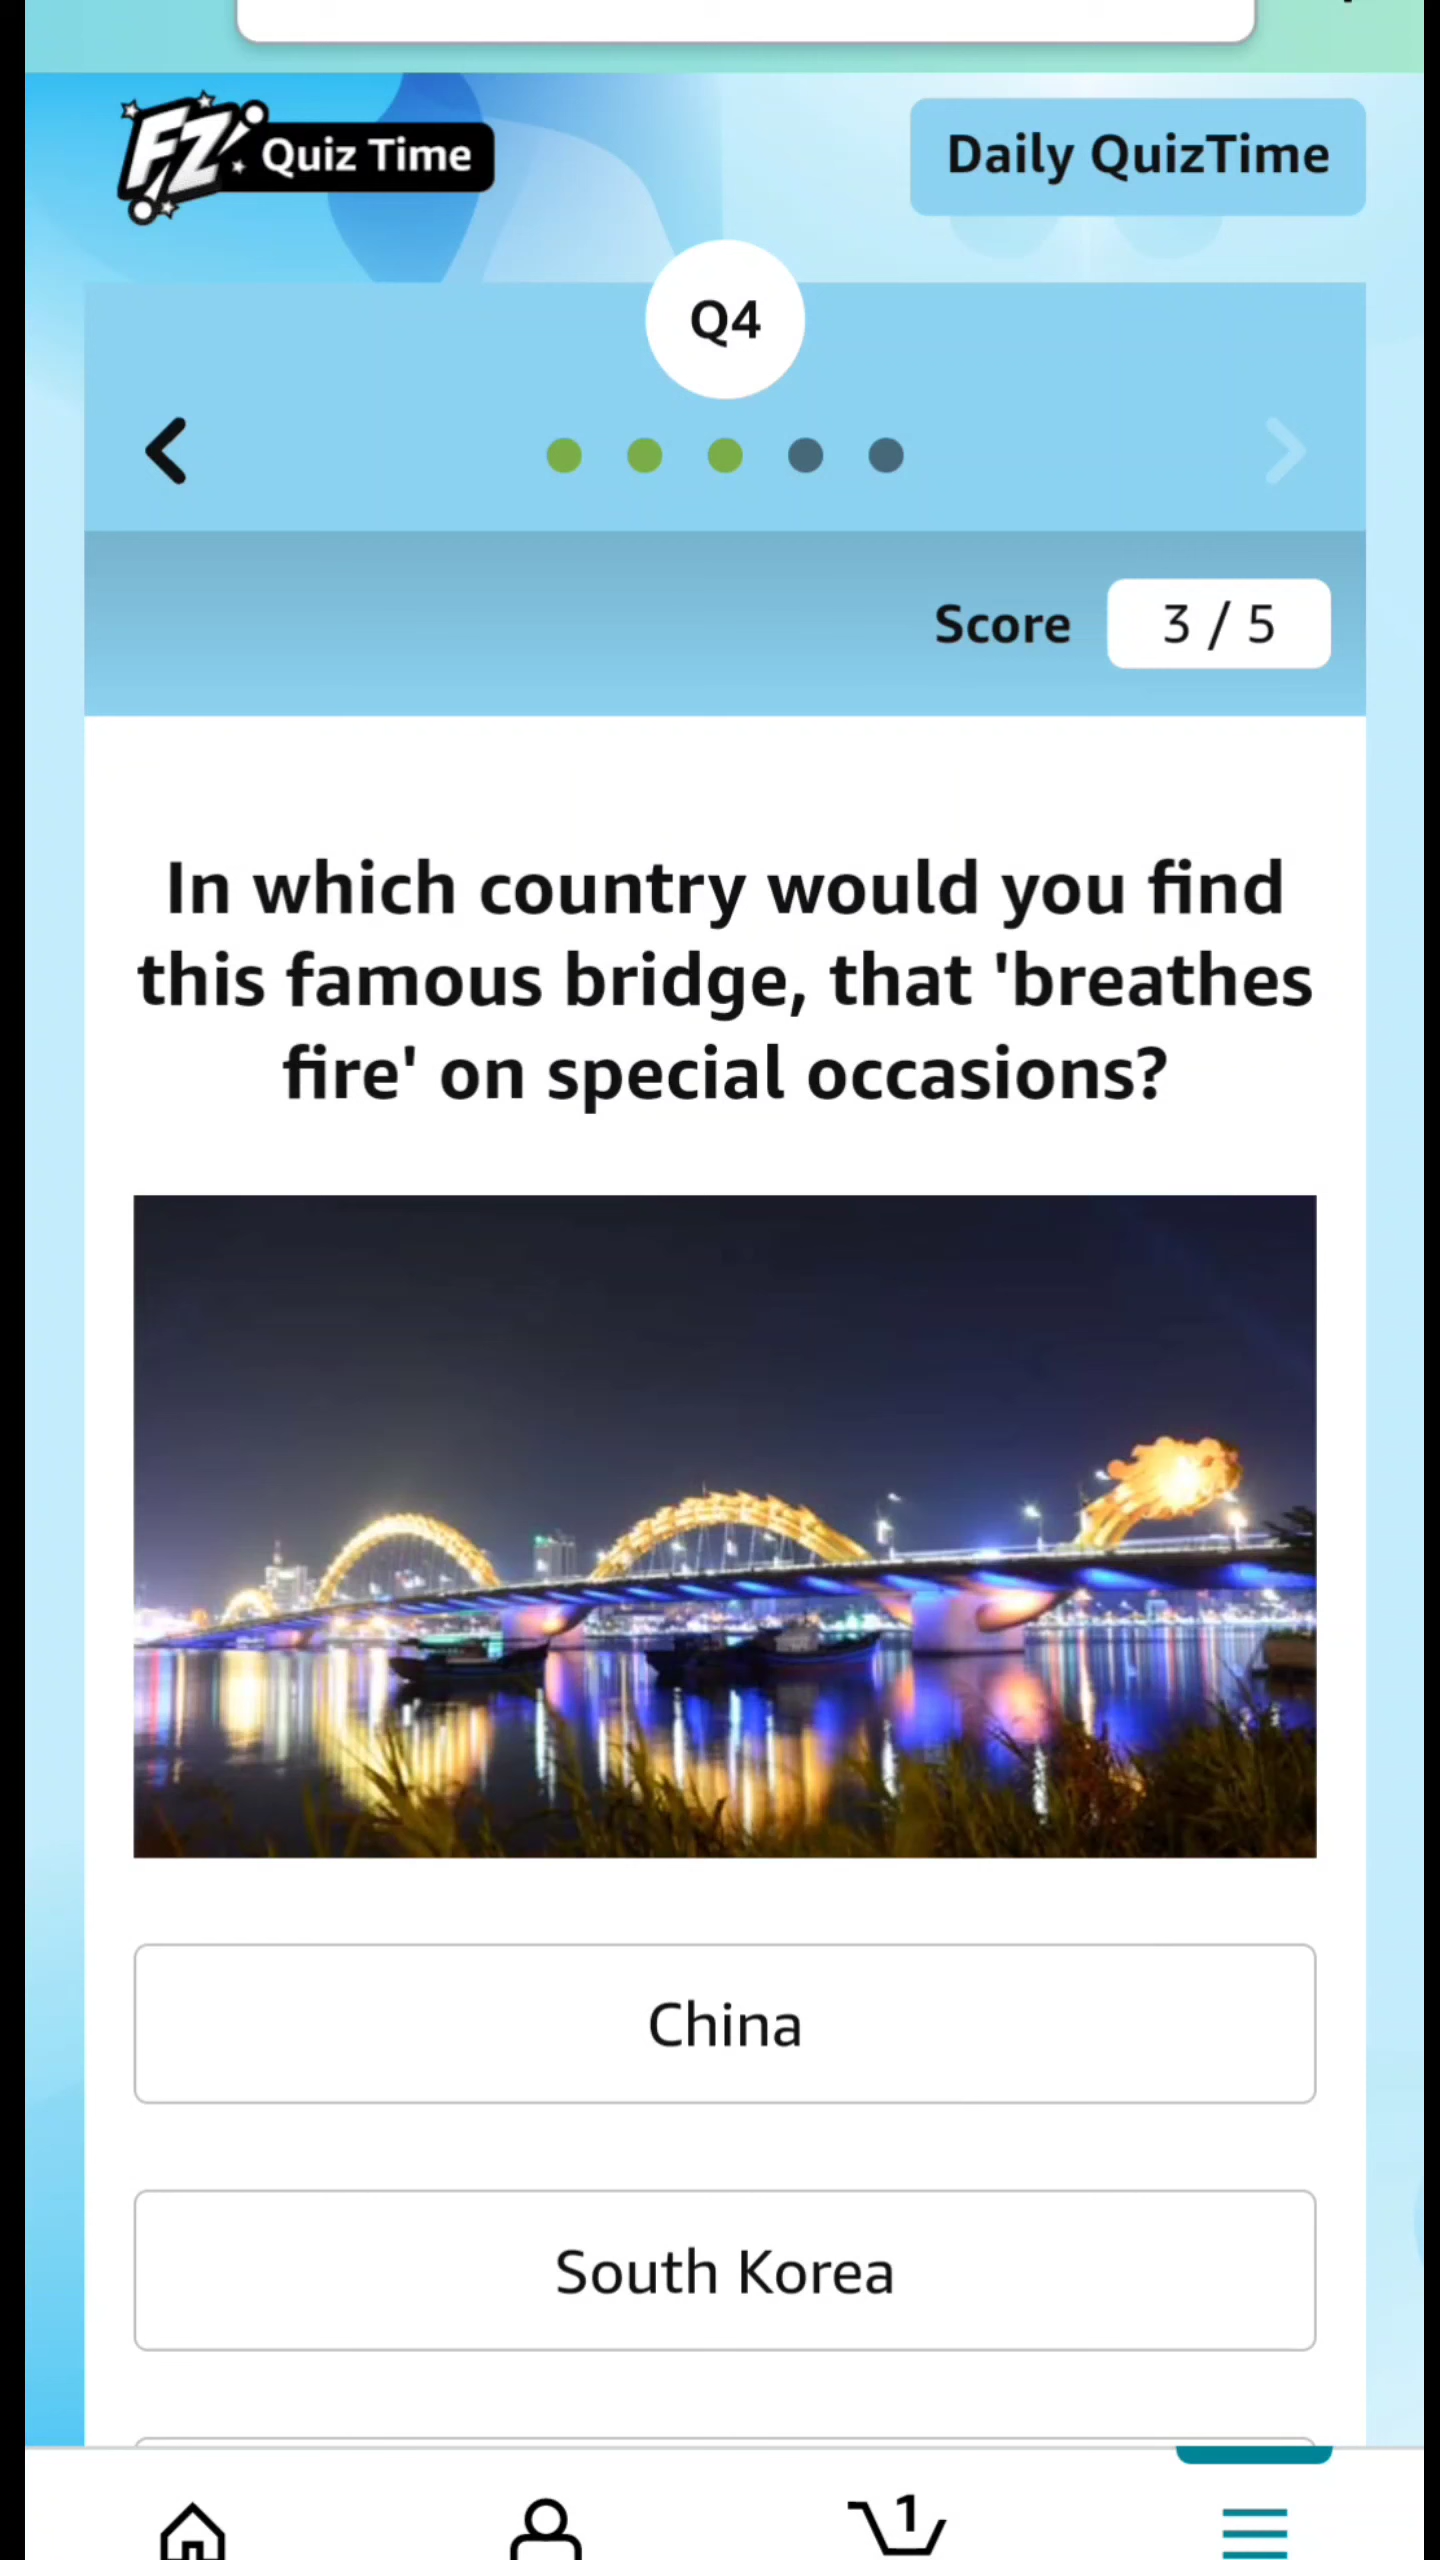 FZ Quiz Time
Daily QuizTime
Q4
Score 3 / 5
In which country would you find
this famous bridge, that 'breathes
fire' on special occasions?
China
South Korea
1